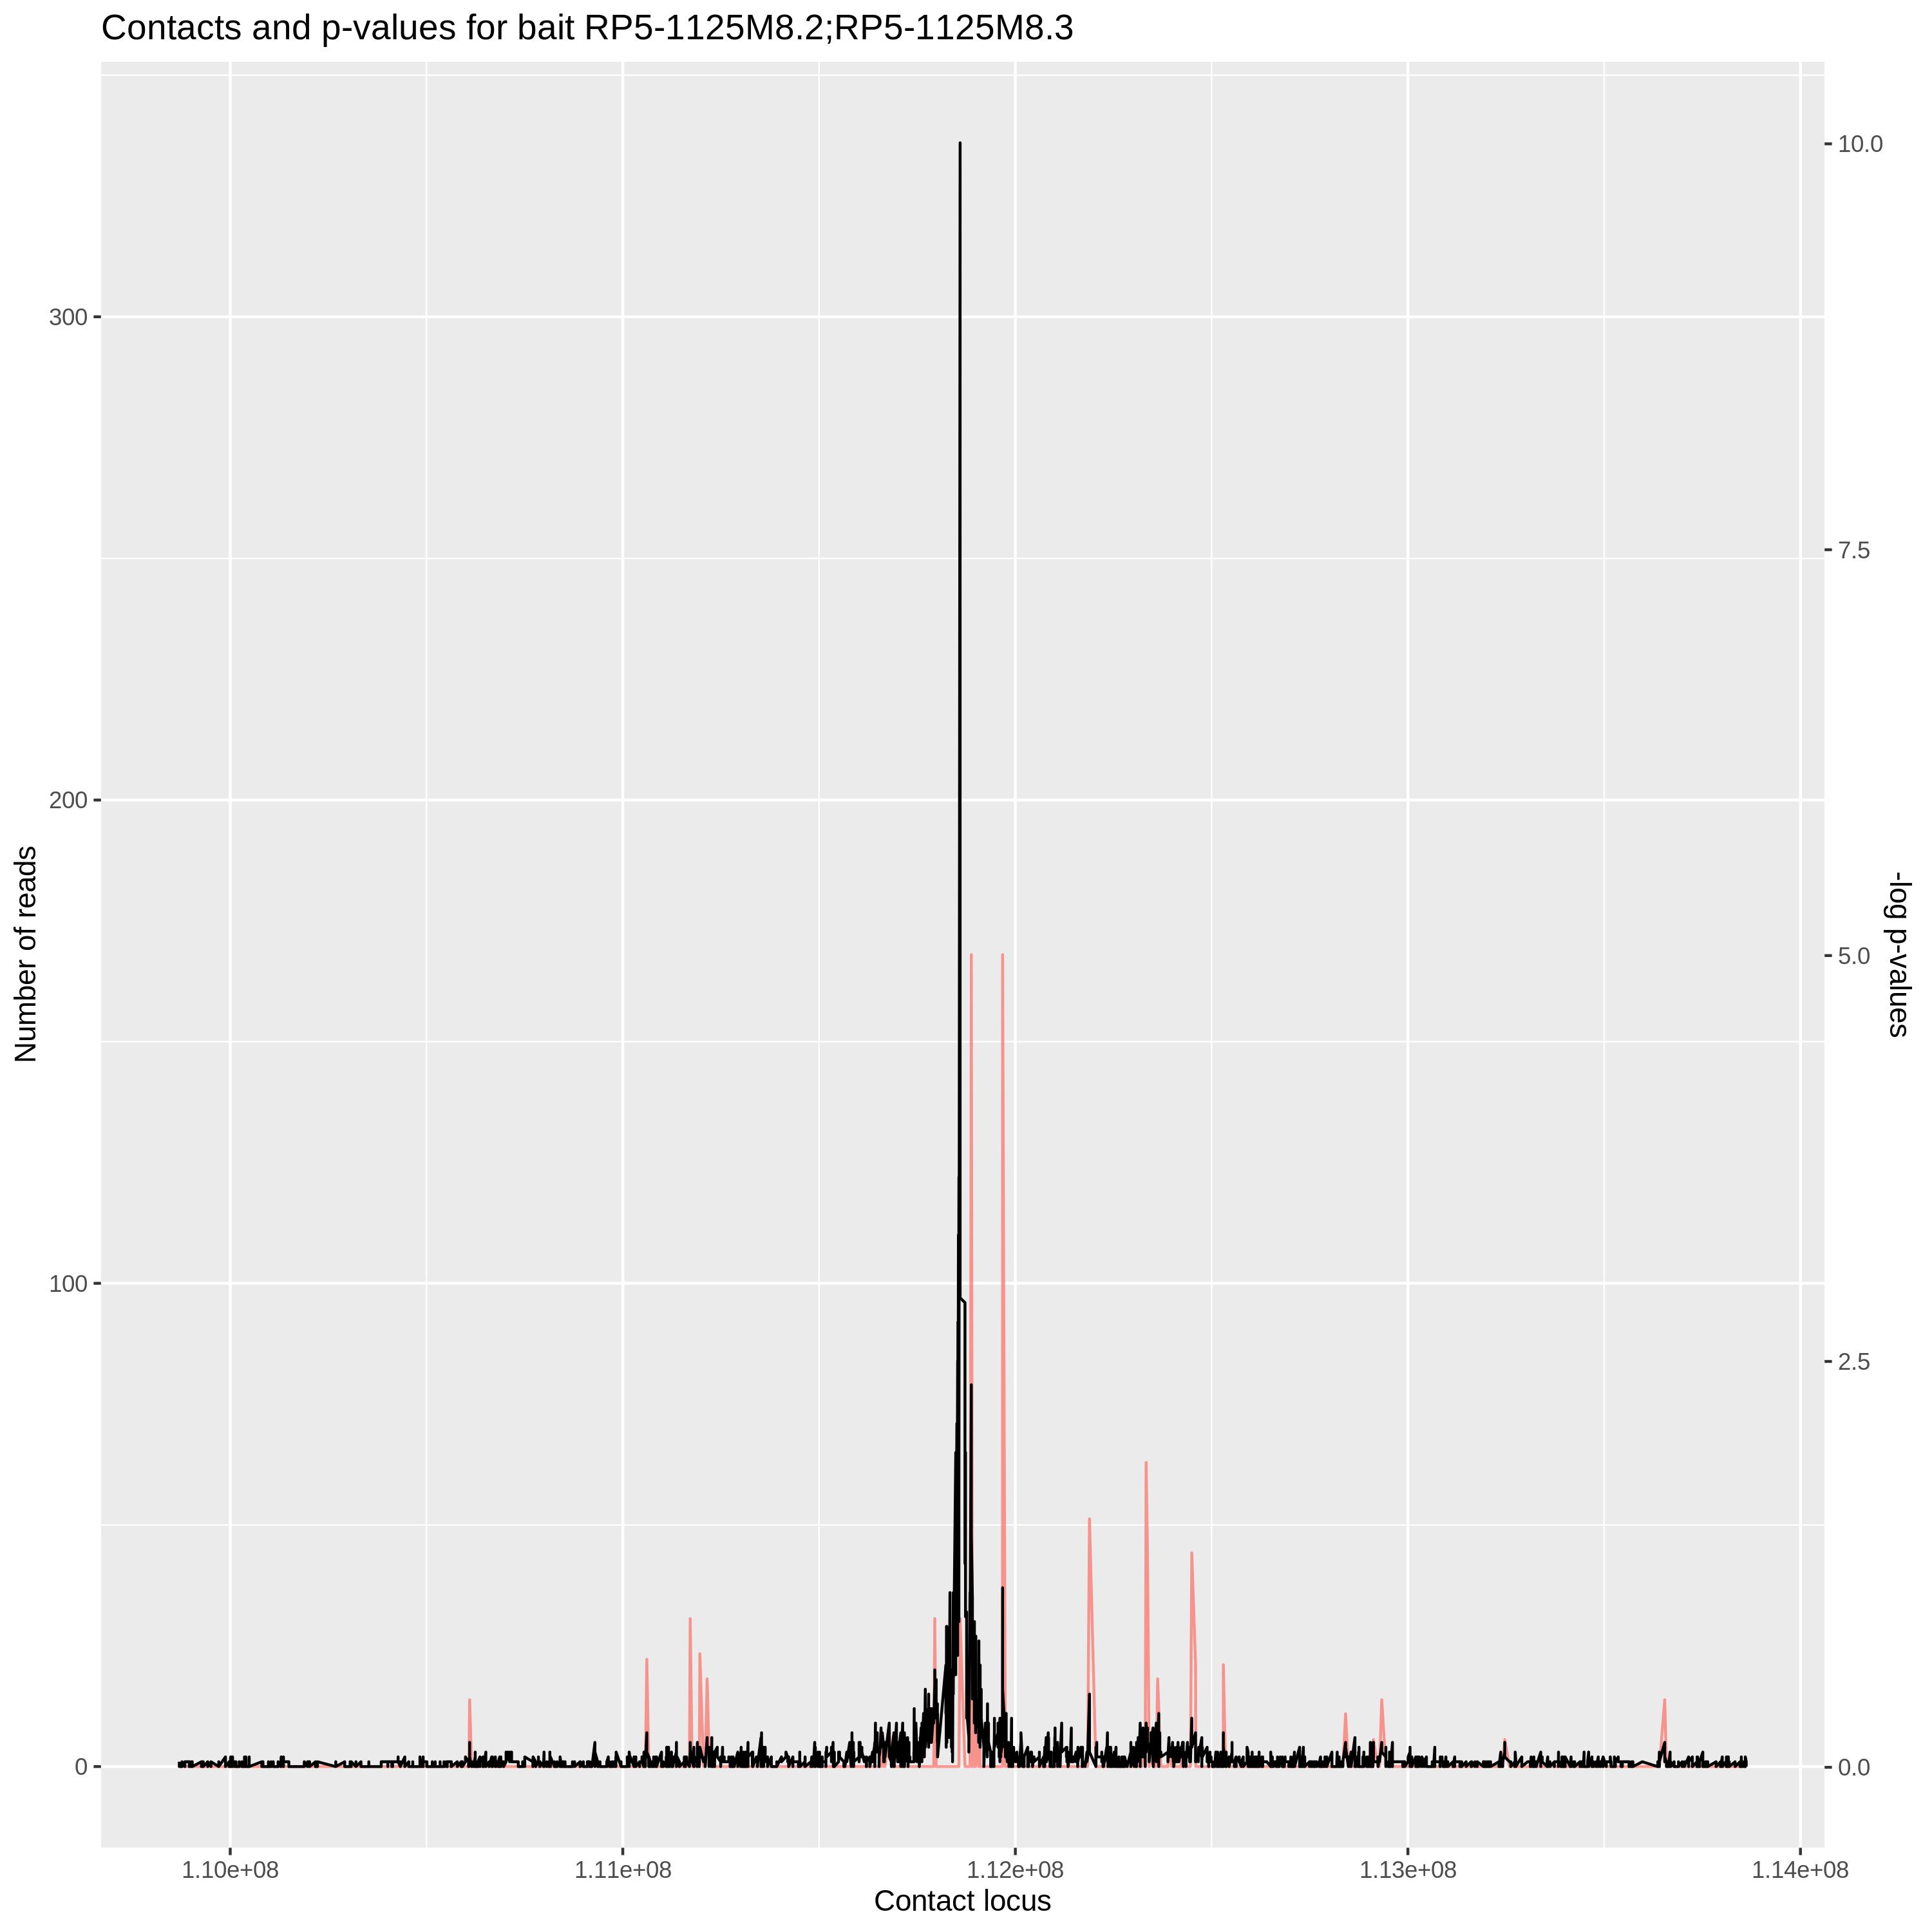 Contacts and p-values for bait RP5-1125M8.2;RP5-1125M8.3
Number of reads
300
200
100
0
10.0
7.5
5.0
2.5
0.0
-log p-values
1.10e+08
1.11e+08
1.12e+08
1.13e+08
1.14e+08
Contact locus